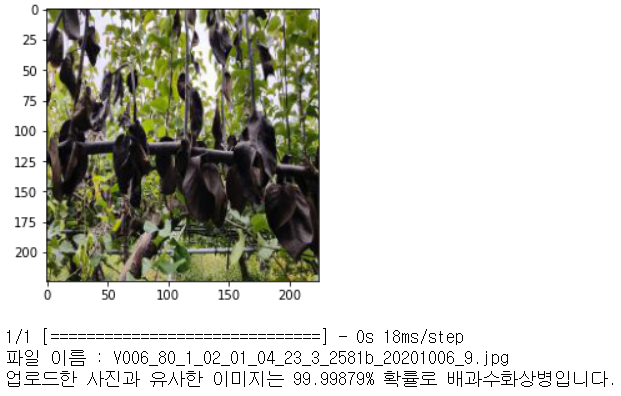 0
25
50
75
100
125
150
175
200
0 50 100 150 200
1/1 [==============================] - 0s 18ms/step
파일 이름 : V006_80_1_02_01_04_23_3_2581b_20201006_9.jpg
업로드한 사진과 유사한 이미지는 99.99879% 확률로 배과수화상병입니다.